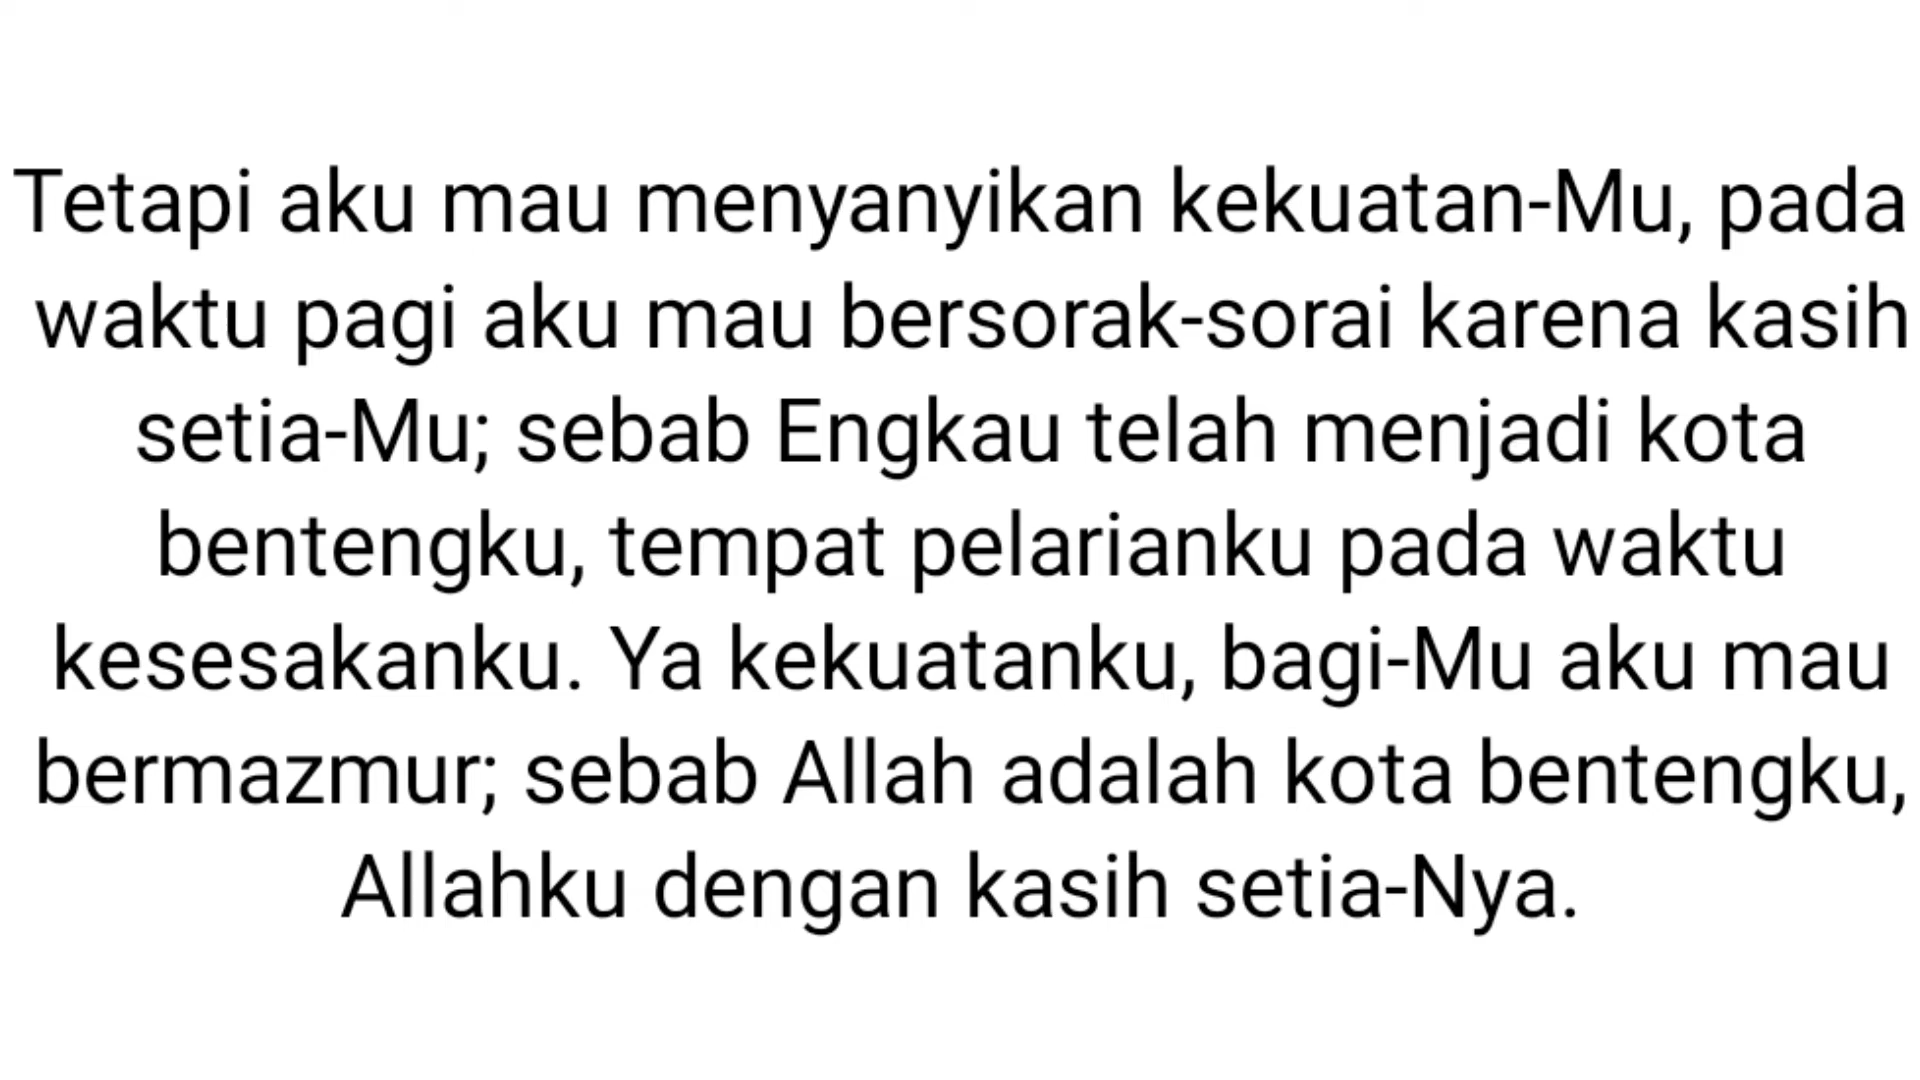 Tetapi aku mau menyanyikan kekuatan-Mu, pada
waktu pagi aku mau bersorak-sorai karena kasih
setia-Mu; sebab Engkau telah menjadi kota
bentengku, tempat pelarianku pada waktu
kesesakanku. Ya kekuatanku, bagi-Mu aku mau
bermazmur; sebab Allah adalah kota bentengku,
Allahku dengan kasih setia-Nya.